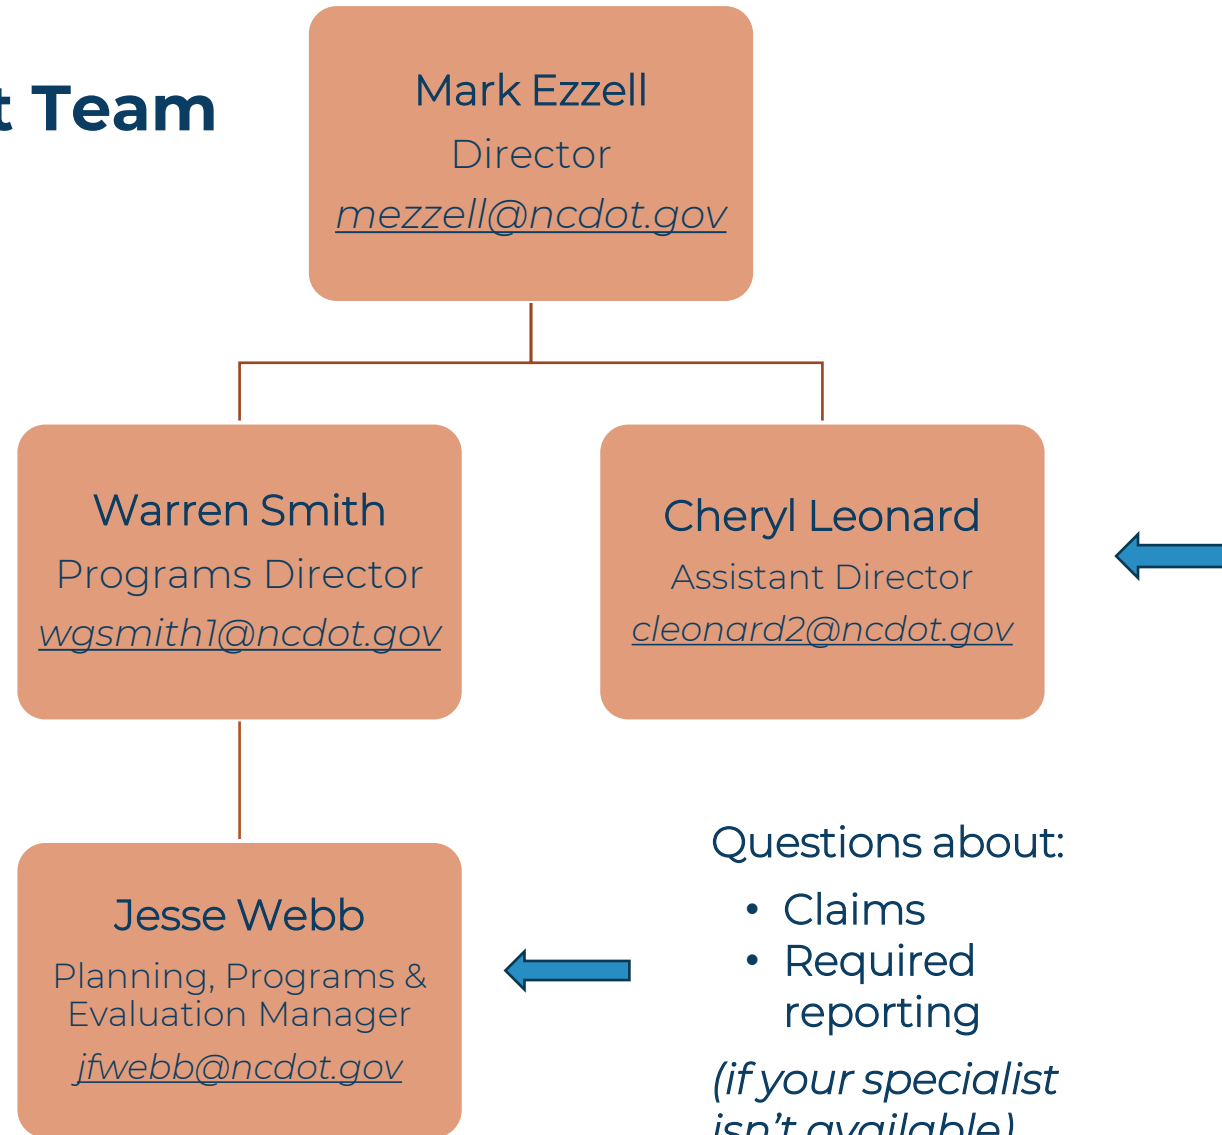 t Team
Mark Ezzell
Director
mezzell@ncdot.gov
Warren Smith
Programs Director
wgsmith1@ncdot.gov
Cheryl Leonard
Assistant Director
cleonard2@ncdot.gov
Jesse Webb
Planning, Programs &
Evaluation Manager
jfwebb@ncdot.gov
Questions about:
• Claims
• Required
reporting
(if your specialist
isn't available)